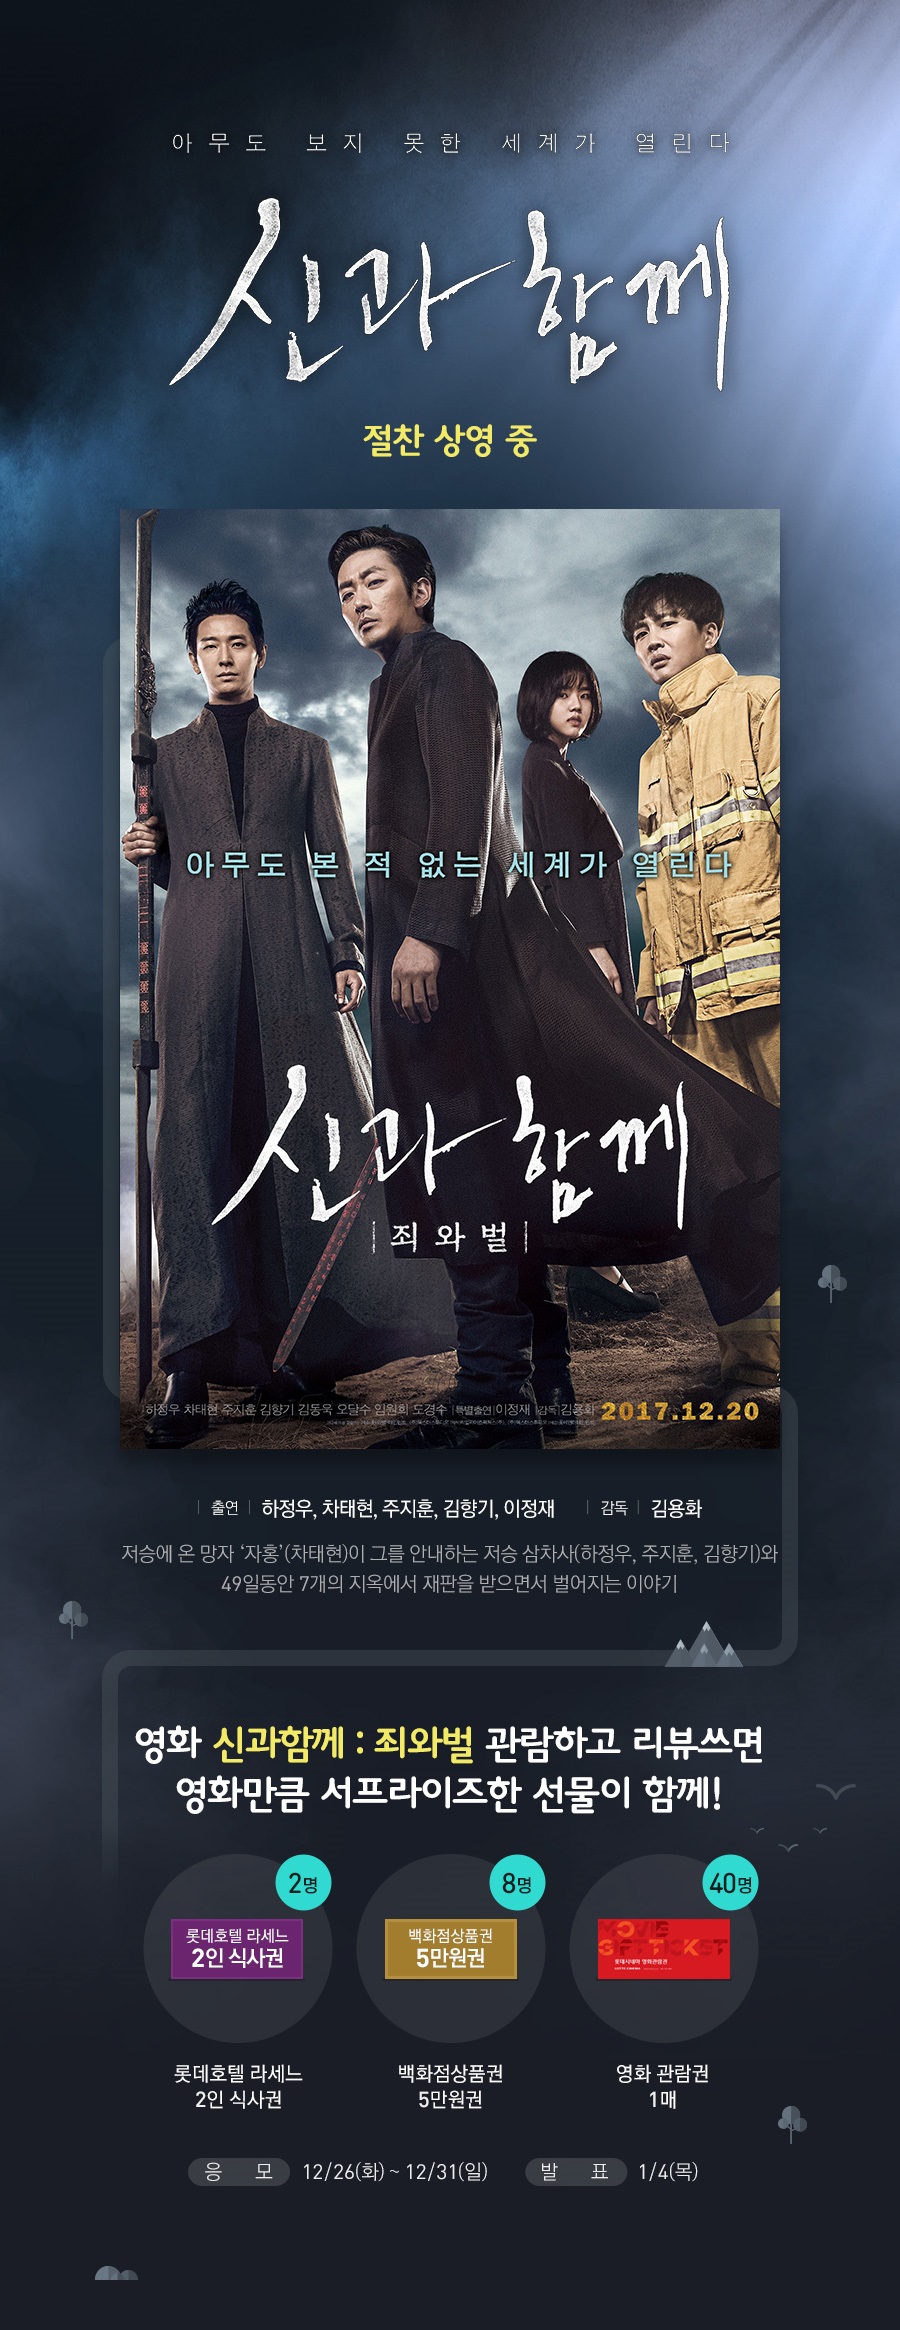 아무도 보지 못한 세계가 열린다
신과 함께
절찬 상영 중
아무도 본 적 없는 세계가 열린다
신과 함께
죄와벌
하정우 차태현 주지훈 김향기 김동욱 오달수 임원희 도경수 |특별출연|이정재 |감독|김용화 2017.12.20
출연 하정우, 차태현, 주지훈, 김향기, 이정재 감독 김용화
저승에 온 망자 ‘자홍’(차태현)이 그를 안내하는 저승 삼차사(하정우, 주지훈, 김향기)와
49일동안 7개의 지옥에서 재판을 받으면서 벌어지는 이야기
영화 신과함께 : 죄와벌 관람하고 리뷰쓰면
영화만큼 서프라이즈한 선물이 함께!
2명 8명 40명
롯데호텔 라세느
2인 식사권
백화점상품권
5만원권
MOVIE
GIFT TICKET
롯데시네마 영화관람권
LOTTE CINEMA
롯데호텔 라세느
2인 식사권
백화점상품권
5만원권
영화 관람권
1매
응 모 12/26(화) ~ 12/31(일) 발 표 1/4(목)